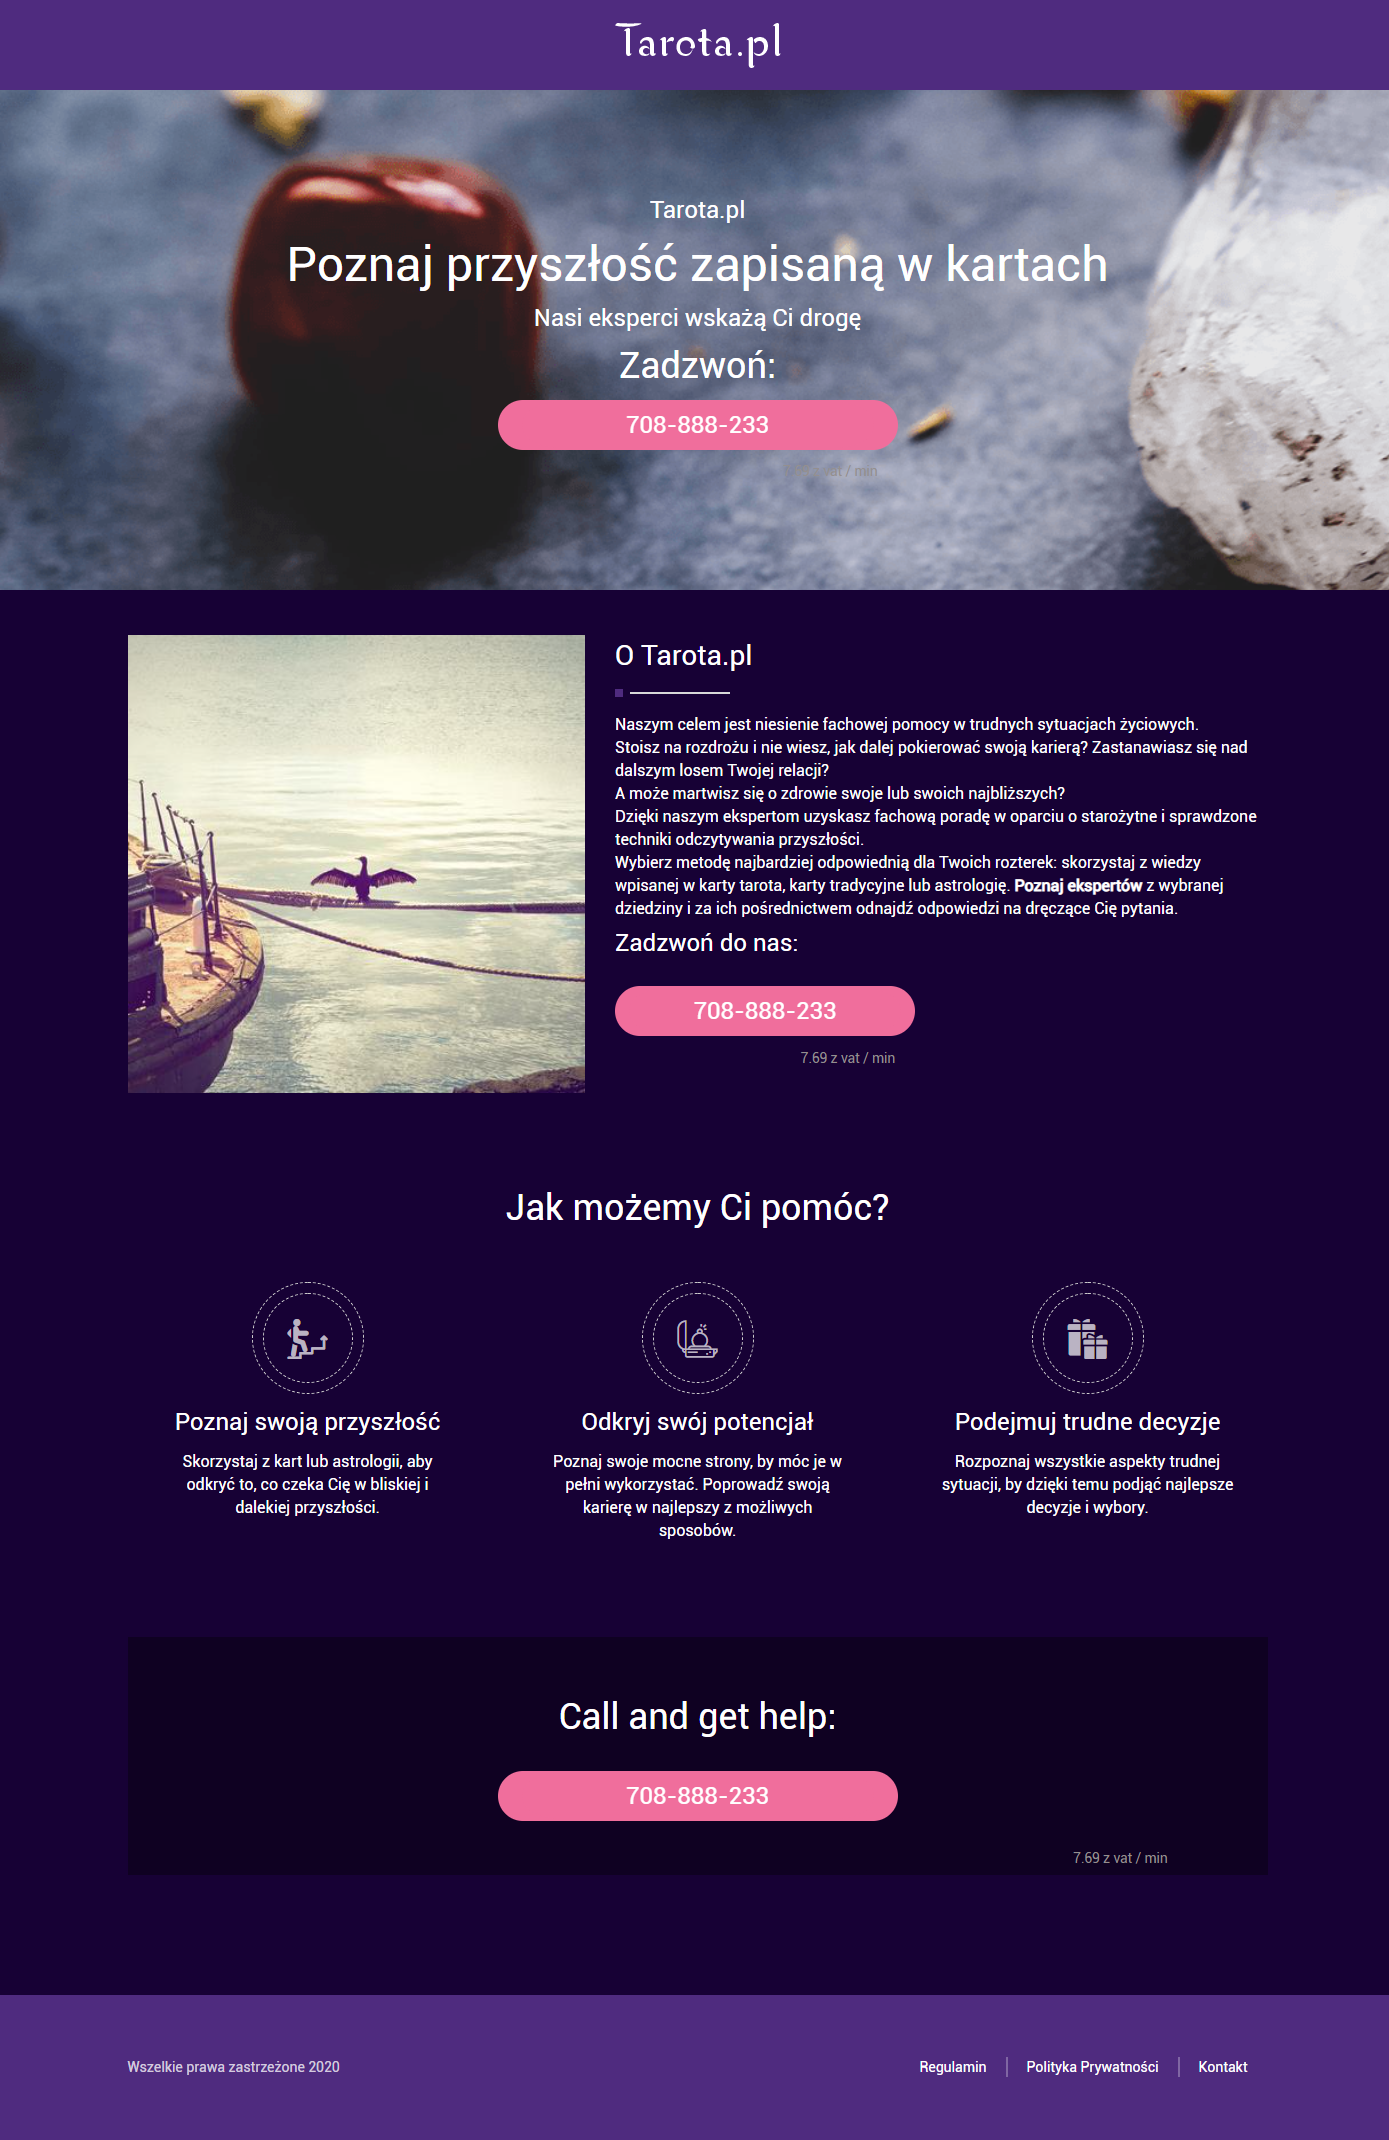 Tarota.pl
Tarota.pl
Poznaj przyszłość zapisaną w kartach
Nasi eksperci wskażą Ci drogę
Zadzwoń:
708-888-233
vat / min
O Tarota.pl
Naszym celem jest niesienie fachowej pomocy w trudnych sytuacjach życiowych.
Stoisz na rozdrożu i nie wiesz, jak dalej pokierować swoją karierą? Zastanawiasz się nad
dalszym losem Twojej relacji?
A może martwisz się o zdrowie swoje lub swoich najbliższych?
Dzięki naszym ekspertom uzyskasz fachową poradę w oparciu o starożytne i sprawdzone
techniki odczytywania przyszłości.
Wybierz metodę najbardziej odpowiednią dla Twoich rozterek: skorzystaj z wiedzy
wpisanej w karty tarota, karty tradycyjne lub astrologię. Poznaj ekspertów z wybranej
dziedziny i za ich pośrednictwem odnajdź odpowiedzi na dręczące Cię pytania.
Zadzwoń do nas:
708-888-233
7.69 z vat / min
Jak możemy Ci pomóc?
Poznaj swoją przyszłość
Skorzystaj z kart lub astrologii, aby
odkryć to, co czeka Cię w bliskiej i
dalekiej przyszłości.
Odkryj swój potencjał
Poznaj swoje mocne strony, by móc je w
pełni wykorzystać. Poprowadź swoją
karierę w najlepszy z możliwych
sposobów.
Podejmuj trudne decyzje
Rozpoznaj wszystkie aspekty trudnej
sytuacji, by dzięki temu podjąć najlepsze
decyzje i wybory.
Call and get help:
708-888-233
7.69 z vat / min
Wszelkie prawa zastrzeżone 2020
Regulamin
Polityka Prywatności
Kontakt